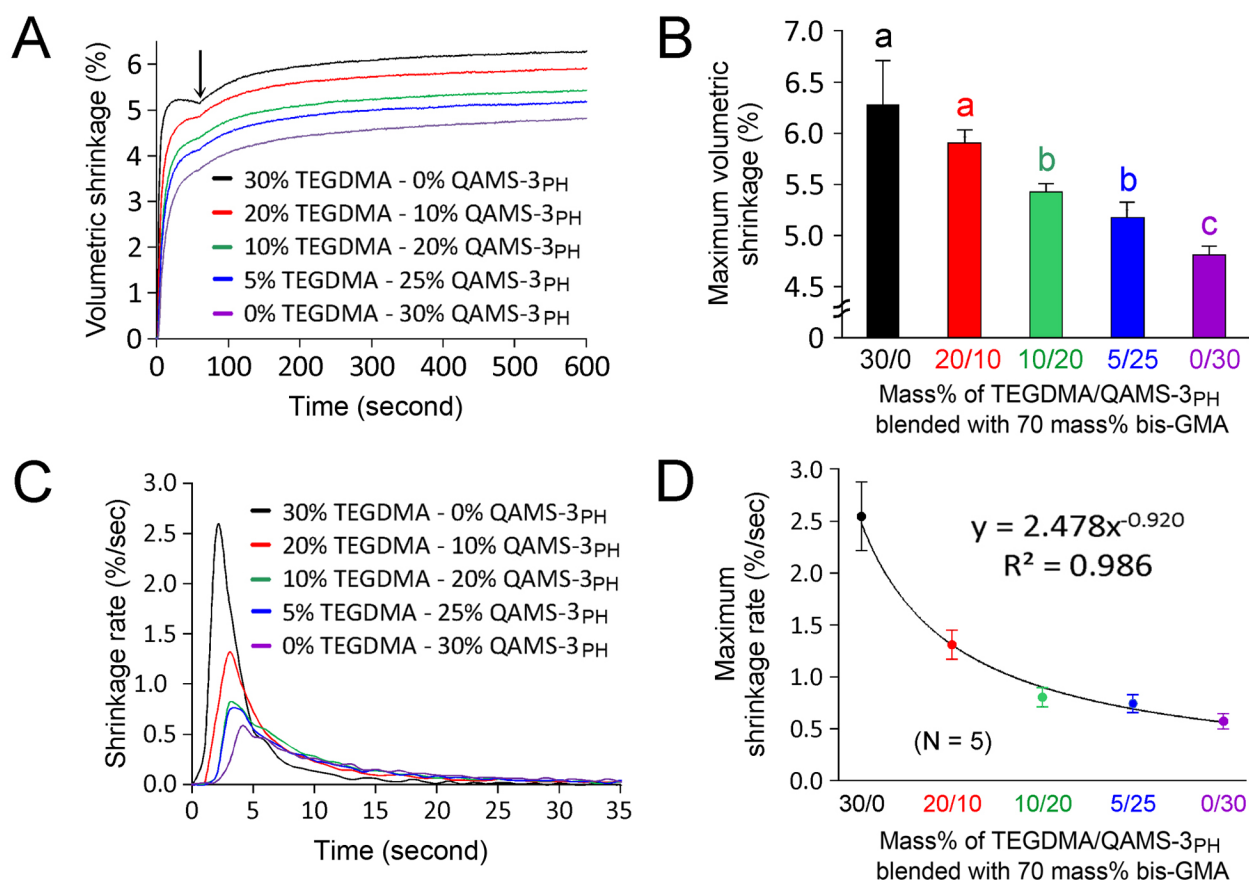 A
Volumetric shrinkage (%)
6
5
4
3
2
1
0
30% TEGDMA - 0% QAMS-3PH
20% TEGDMA - 10% QAMS-3PH
10% TEGDMA - 20% QAMS-3PH
5% TEGDMA - 25% QAMS-3PH
0% TEGDMA - 30% QAMS-3PH
0 100 200 300 400 500 600
Time (second)
B
Maximum volumetric
shrinkage (%)
7.0
6.5
6.0
5.5
5.0
4.5
0
a
a
b
b
c
30/0 20/10 10/20 5/25 0/30
Mass% of TEGDMA/QAMS-3PH
blended with 70 mass% bis-GMA
C
Shrinkage rate (%/sec)
3.0
2.5
2.0
1.5
1.0
0.5
0.0
30% TEGDMA - 0% QAMS-3PH
20% TEGDMA - 10% QAMS-3PH
10% TEGDMA - 20% QAMS-3PH
5% TEGDMA - 25% QAMS-3PH
0% TEGDMA - 30% QAMS-3PH
0 5 10 15 20 25 30 35
Time (second)
D
Maximum
shrinkage rate (%/sec)
3.0
2.5
2.0
1.5
1.0
0.5
0.0
y = 2.478x^-0.920
R² = 0.986
(N = 5)
30/0 20/10 10/20 5/25 0/30
Mass% of TEGDMA/QAMS-3PH
blended with 70 mass% bis-GMA